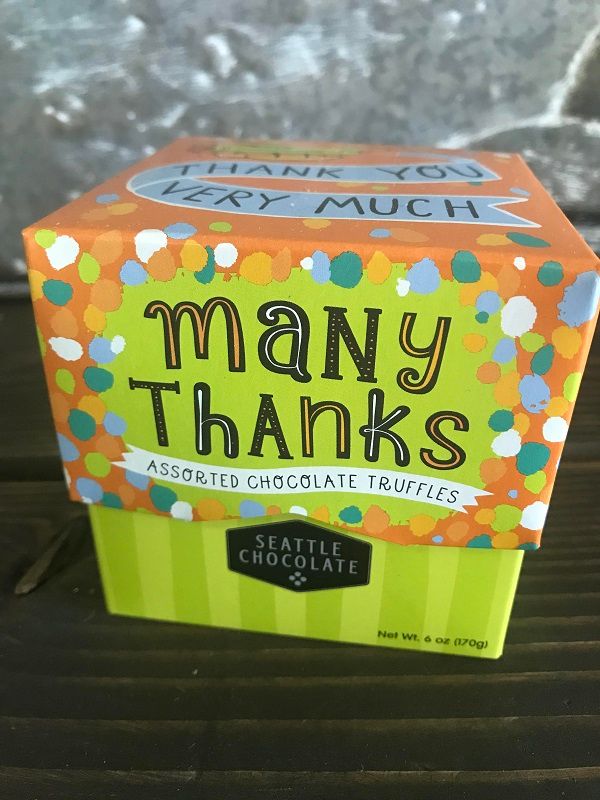 THANK YOU
VERY MUCH
many
Thanks
ASSORTED CHOCOLATE TRUFFLES
SEATTLE
CHOCOLATE
Net Wt. 6 oz (170g)